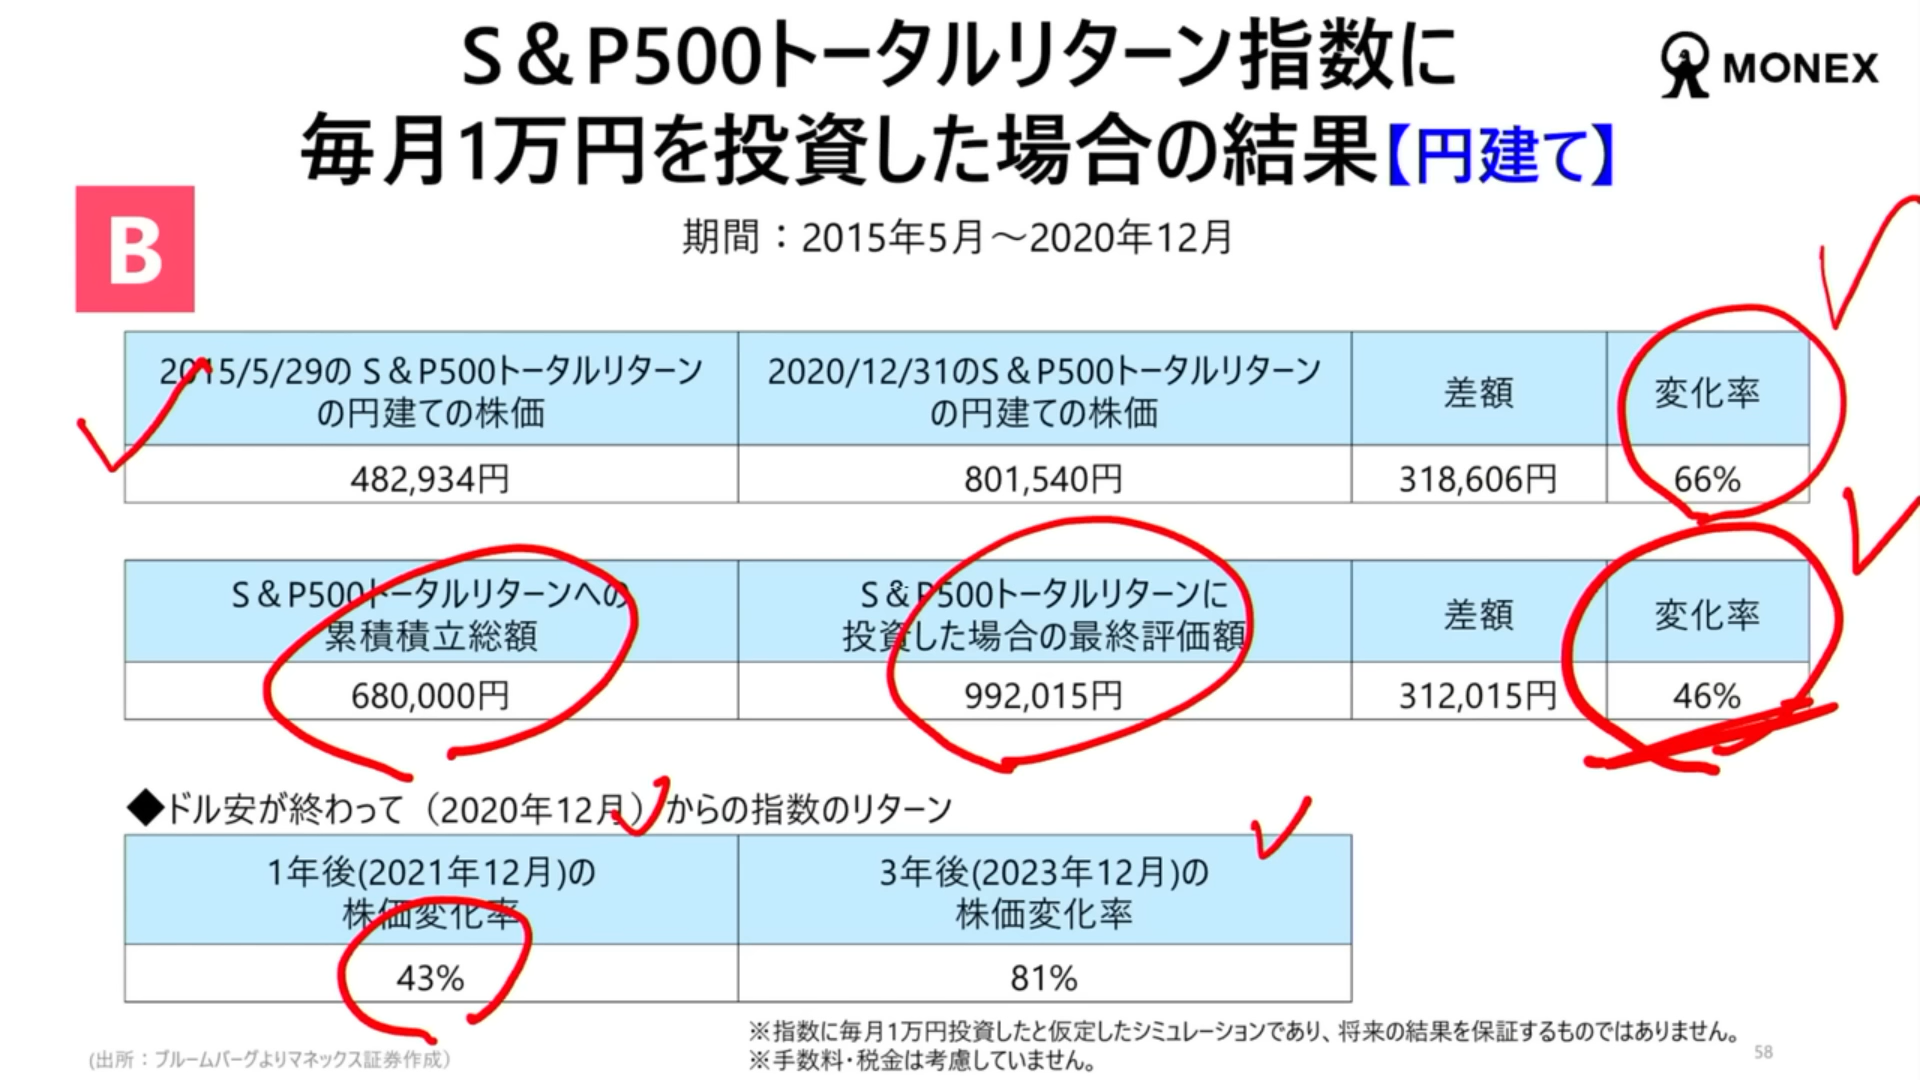 S＆P500トータルリターン指数に
MONEX
毎月1万円を投資した場合の結果【円建て】
B
期間：2015年5月～2020年12月
2015/5/29の S＆P500トータルリターン
の円建ての株価
2020/12/31のS＆P500トータルリターン
の円建ての株価
差額
変化率
482,934円
801,540円
318,606円
66%
S＆P500トータルリターンへの
累積積立総額
S＆P500トータルリターンに
投資した場合の最終評価額
差額
変化率
680,000円
992,015円
312,015円
46%
◆ドル安が終わって（2020年12月）からの指数のリターン
1年後(2021年12月)の
株価変化率
3年後(2023年12月)の
株価変化率
43%
81%
※指数に毎月1万円投資したと仮定したシミュレーションであり、将来の結果を保証するものではありません。
※手数料・税金は考慮していません。
(出所：ブルームバーグよりマネックス証券作成)
58